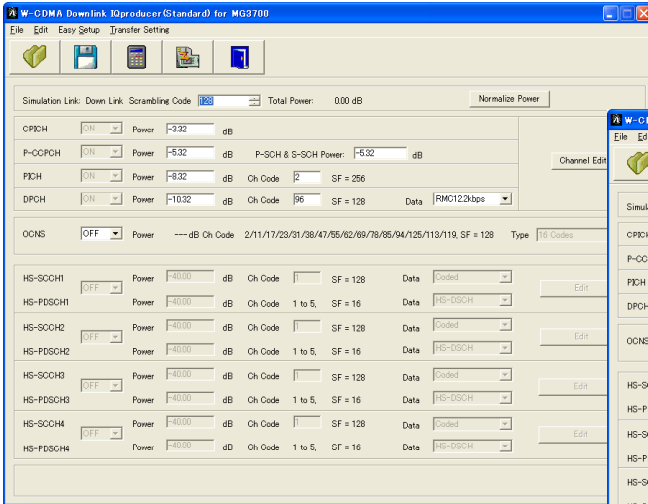 W-CDMA Downlink IQproducer(Standard) for MG3700
File Edit Easy Setup Transfer Setting
Simulation Link: Down Link Scrambling Code 128 Total Power: 0.00 dB Normalize Power
CPICH ON Power -3.32 dB
P-CCPCH ON Power -5.32 dB P-SCH & S-SCH Power: -5.32 dB Channel Edit
PICH ON Power -8.32 dB Ch Code 2 SF = 256
DPCH ON Power -10.32 dB Ch Code 96 SF = 128 Data RMC12.2kbps
OCNS OFF Power --- dB Ch Code 2/11/17/23/31/38/47/55/62/69/78/85/94/125/113/119, SF = 128 Type 16 Codes
HS-SCCH1 Power -40.00 dB Ch Code 1 SF = 128 Data Coded
OFF Edit
HS-PDSCH1 Power -40.00 dB Ch Code 1 to 5, SF = 16 Data HS-DSCH
HS-SCCH2 Power -40.00 dB Ch Code 1 SF = 128 Data Coded
OFF Edit
HS-PDSCH2 Power -40.00 dB Ch Code 1 to 5, SF = 16 Data HS-DSCH
HS-SCCH3 Power -40.00 dB Ch Code 1 SF = 128 Data Coded
OFF Edit
HS-PDSCH3 Power -40.00 dB Ch Code 1 to 5, SF = 16 Data HS-DSCH
HS-SCCH4 Power -40.00 dB Ch Code 1 SF = 128 Data Coded
OFF Edit
HS-PDSCH4 Power -40.00 dB Ch Code 1 to 5, SF = 16 Data HS-DSCH
W-CD
File Ed
Simul
CPICH
P-CC
PICH
DPCH
OCNS
HS-SC
HS-P
HS-SC
HS-P
HS-SC